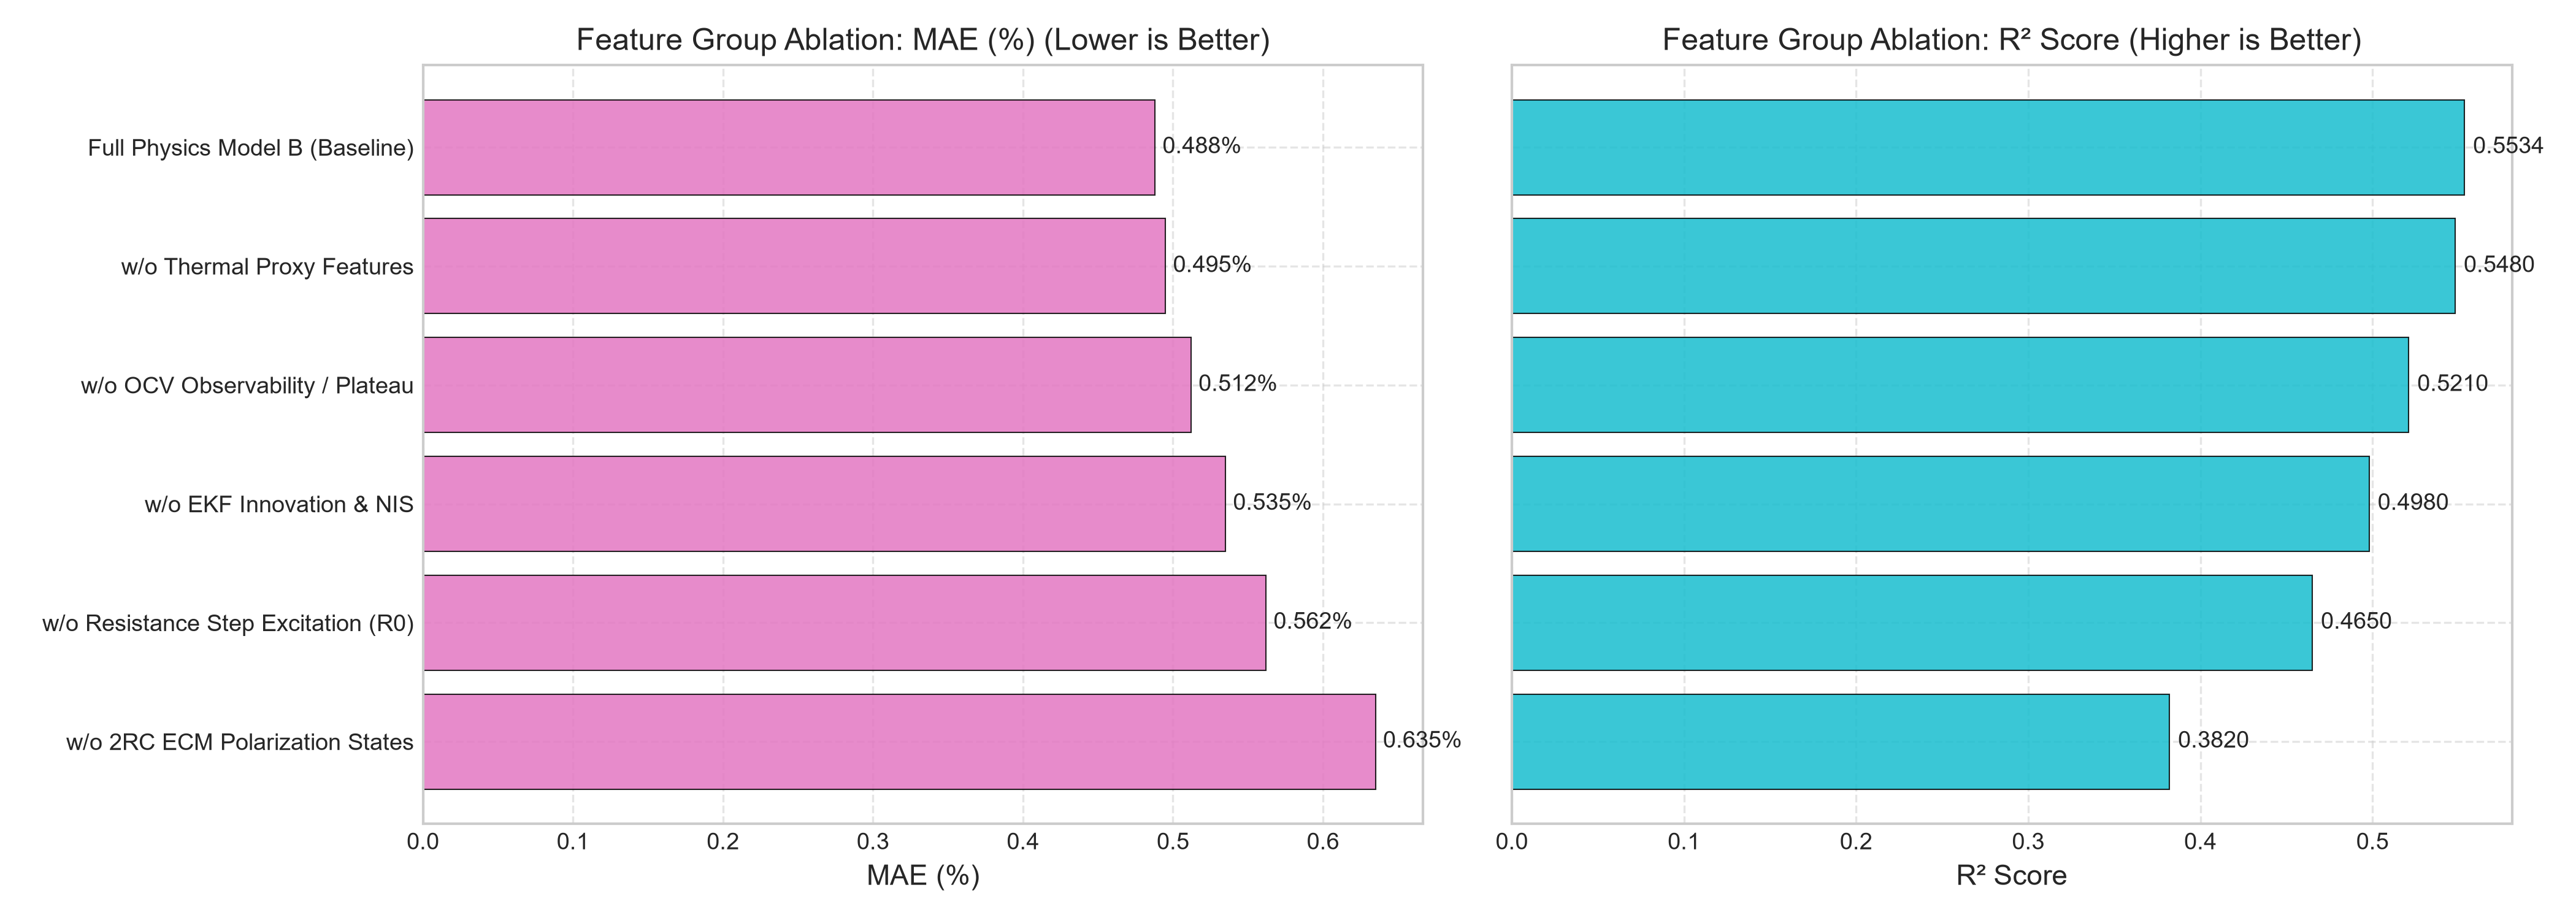 Feature Group Ablation: MAE (%) (Lower is Better)
Full Physics Model B (Baseline)
0.488%
w/o Thermal Proxy Features
0.495%
w/o OCV Observability / Plateau
0.512%
w/o EKF Innovation & NIS
0.535%
w/o Resistance Step Excitation (R0)
0.562%
w/o 2RC ECM Polarization States
0.635%
0.0 0.1 0.2 0.3 0.4 0.5 0.6
MAE (%)
Feature Group Ablation: R² Score (Higher is Better)
0.5534
0.5480
0.5210
0.4980
0.4650
0.3820
0.0 0.1 0.2 0.3 0.4 0.5
R² Score